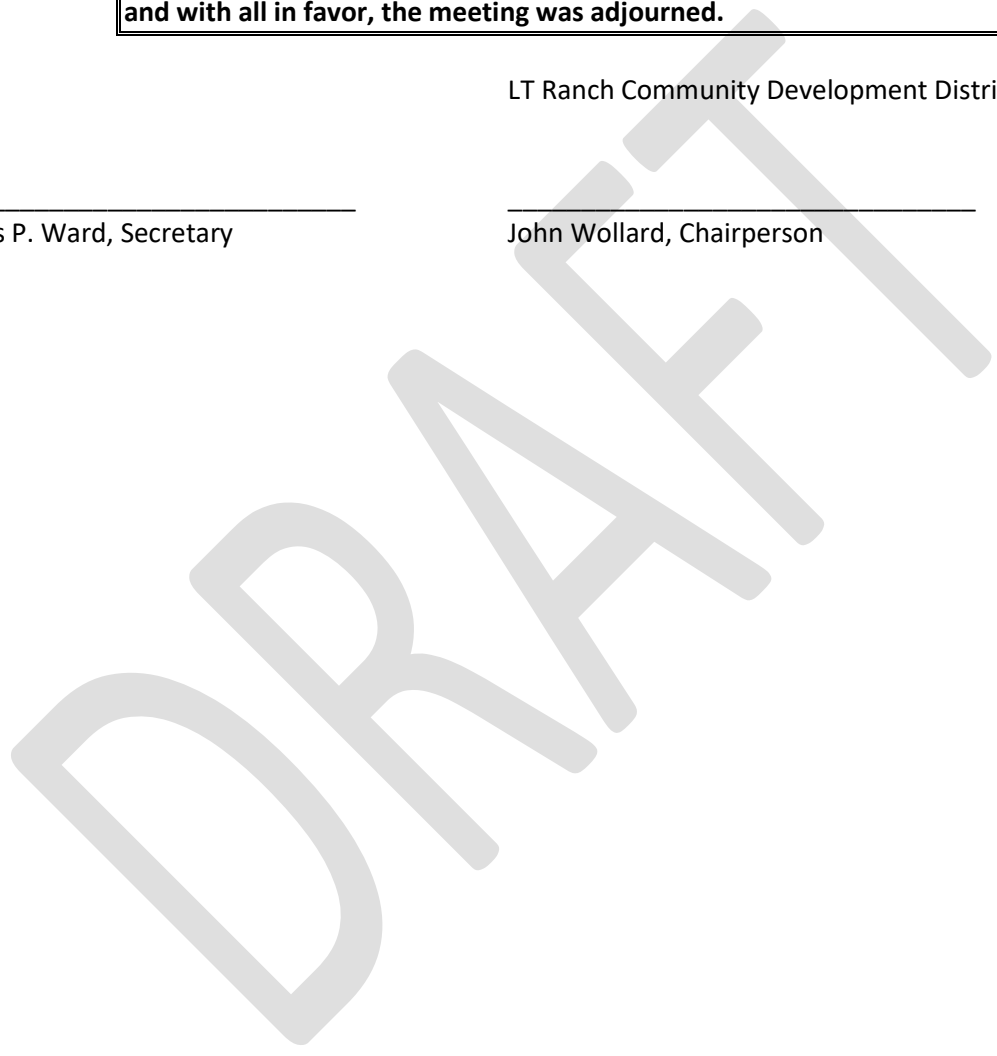 and with all in favor, the meeting was adjourned.
LT Ranch Community Development
P. Ward, Secretary
John Wollard, Chairperson
DRAFT